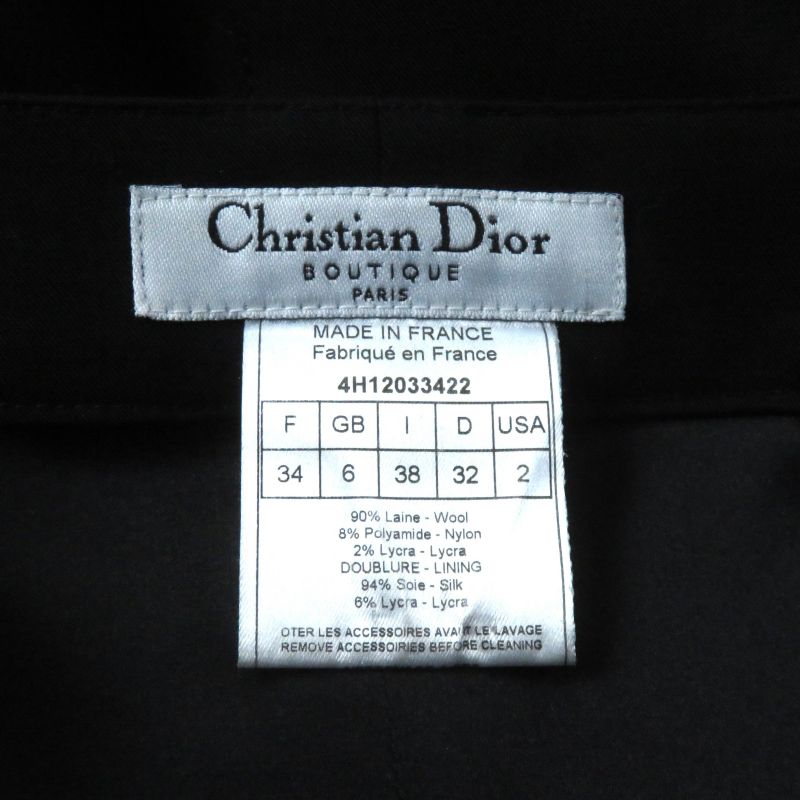 Christian Dior
BOUTIQUE
PARIS
MADE IN FRANCE
Fabriqué en France
4H12033422
F GB I D USA
34 6 38 32 2
90% Laine - Wool
8% Polyamide - Nylon
2% Lycra - Lycra
DOUBLURE - LINING
94% Soie - Silk
6% Lycra - Lycra
OTER LES ACCESSOIRES AVANT LE LAVAGE
REMOVE ACCESSORIES BEFORE CLEANING